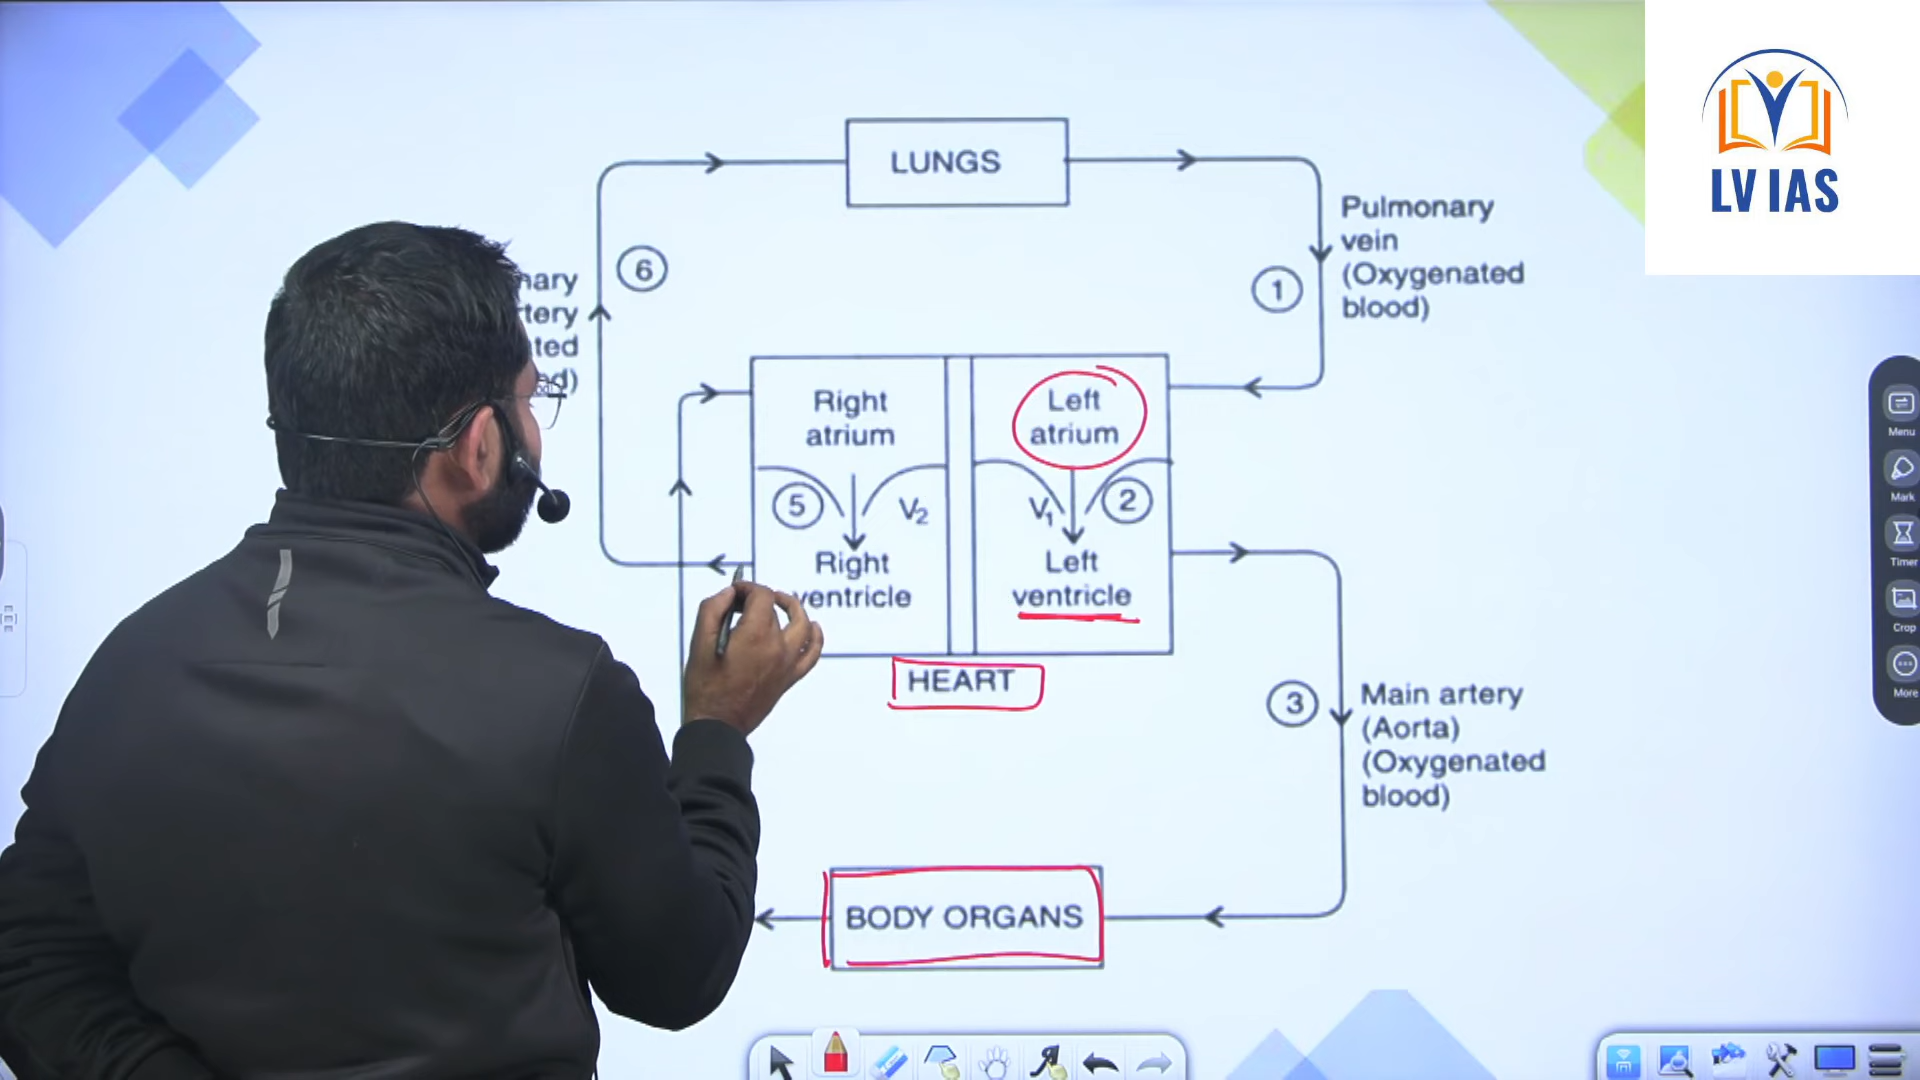 LV IAS
LUNGS
Pulmonary
vein
(Oxygenated
blood)
1
6
Right
atrium
Left
atrium
5
V2
V1
2
Right
ventricle
Left
ventricle
HEART
3
Main artery
(Aorta)
(Oxygenated
blood)
BODY ORGANS
Menu
Mark
Timer
Crop
More